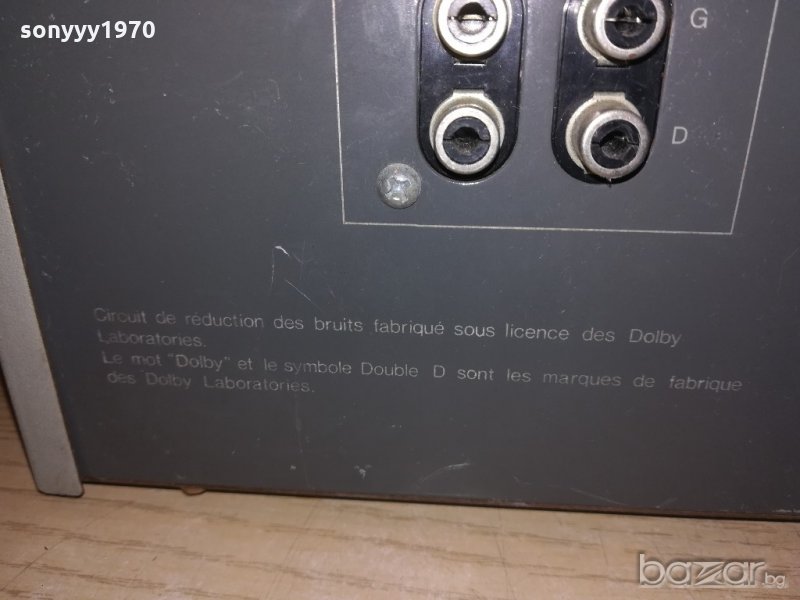 sonyyy1970
G
D
Circuit de réduction des bruits fabriqué sous licence des Dolby
Laboratories.
Le mot "Dolby" et le symbole Double D sont les marques de fabrique
des Dolby Laboratories.
bazar.bg